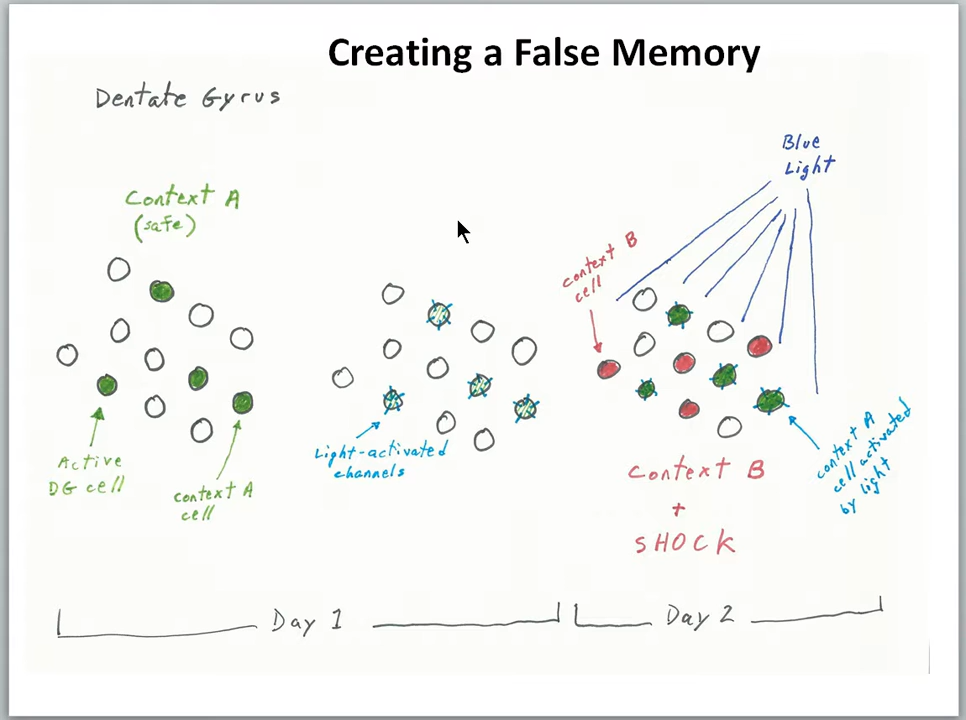 Creating a False Memory
Dentate Gyrus
Context A
(safe)
Active
DG cell
context A
cell
Light-activated
channels
context B
cell
Blue
Light
context A
cell activated
by light
Context B
+
SHOCK
Day 1
Day 2